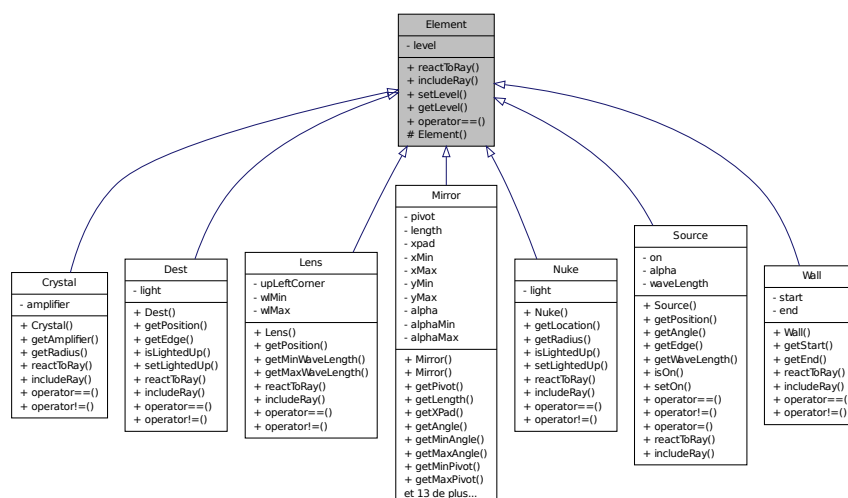 Element
- level
+ reactToRay()
+ includeRay()
+ setLevel()
+ getLevel()
+ operator==()
# Element()
Crystal
- amplifier
+ Crystal()
+ getAmplifier()
+ getRadius()
+ reactToRay()
+ includeRay()
+ operator==()
+ operator!=()
Dest
- light
+ Dest()
+ getPosition()
+ getEdge()
+ isLightedUp()
+ setLightedUp()
+ reactToRay()
+ includeRay()
+ operator==()
+ operator!=()
Lens
- upLeftCorner
- wlMin
- wlMax
+ Lens()
+ getPosition()
+ getMinWaveLength()
+ getMaxWaveLength()
+ reactToRay()
+ includeRay()
+ operator==()
+ operator!=()
Mirror
- pivot
- length
- xpad
- xMin
- xMax
- yMin
- yMax
- alpha
- alphaMin
- alphaMax
+ Mirror()
+ Mirror()
+ getPivot()
+ getLength()
+ getXPad()
+ getAngle()
+ getMinAngle()
+ getMaxAngle()
+ getMinPivot()
+ getMaxPivot()
et 13 de plus...
Nuke
- light
+ Nuke()
+ getLocation()
+ getRadius()
+ isLightedUp()
+ setLightedUp()
+ reactToRay()
+ includeRay()
+ operator==()
+ operator!=()
Source
- on
- alpha
- waveLength
+ Source()
+ getPosition()
+ getAngle()
+ getEdge()
+ getWaveLength()
+ isOn()
+ setOn()
+ operator==()
+ operator!=()
+ operator=()
+ reactToRay()
+ includeRay()
Wall
- start
- end
+ Wall()
+ getStart()
+ getEnd()
+ reactToRay()
+ includeRay()
+ operator==()
+ operator!=()